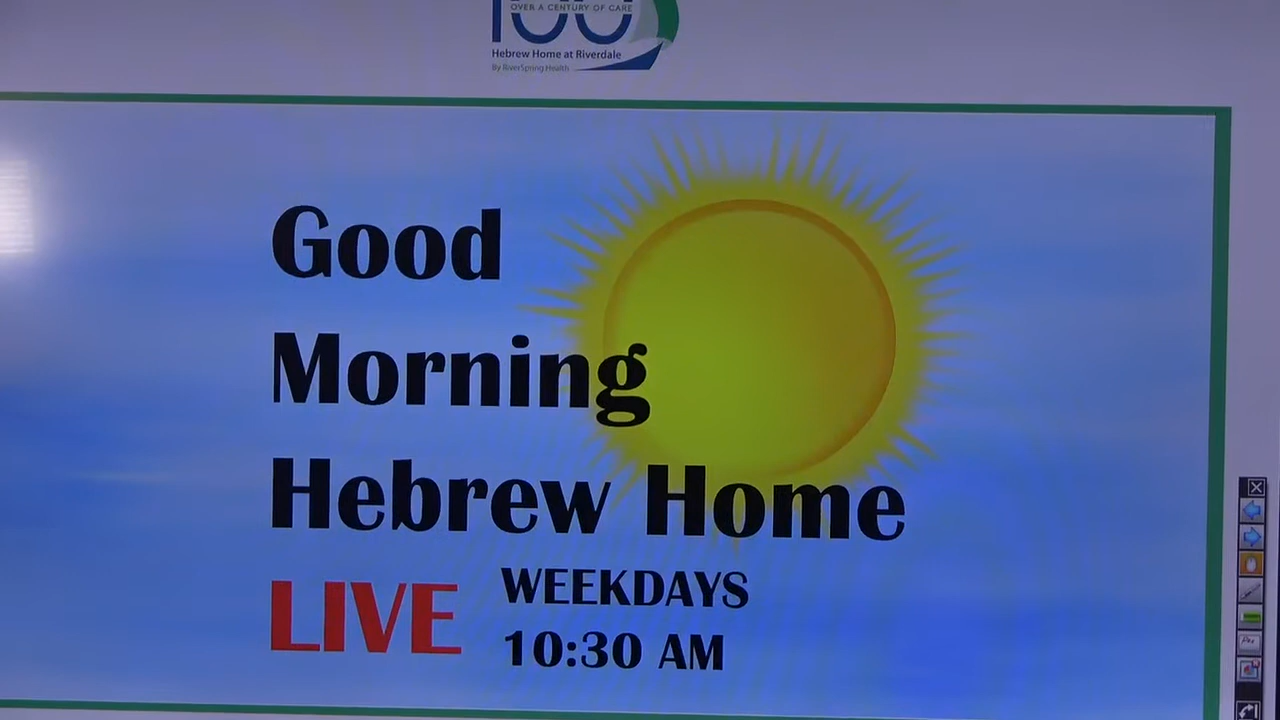 100
OVER A CENTURY OF CARE
Hebrew Home at Riverdale
By RiverSpring Health
Good
Morning
Hebrew Home
LIVE
WEEKDAYS
10:30 AM